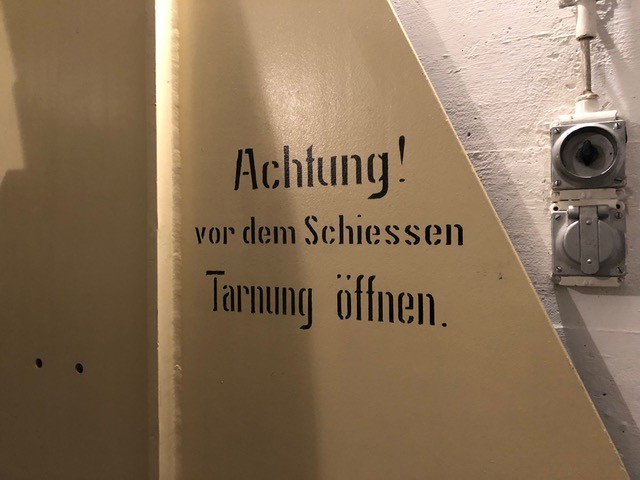 Achtung!
vor dem Schiessen
Tarnung öffnen.